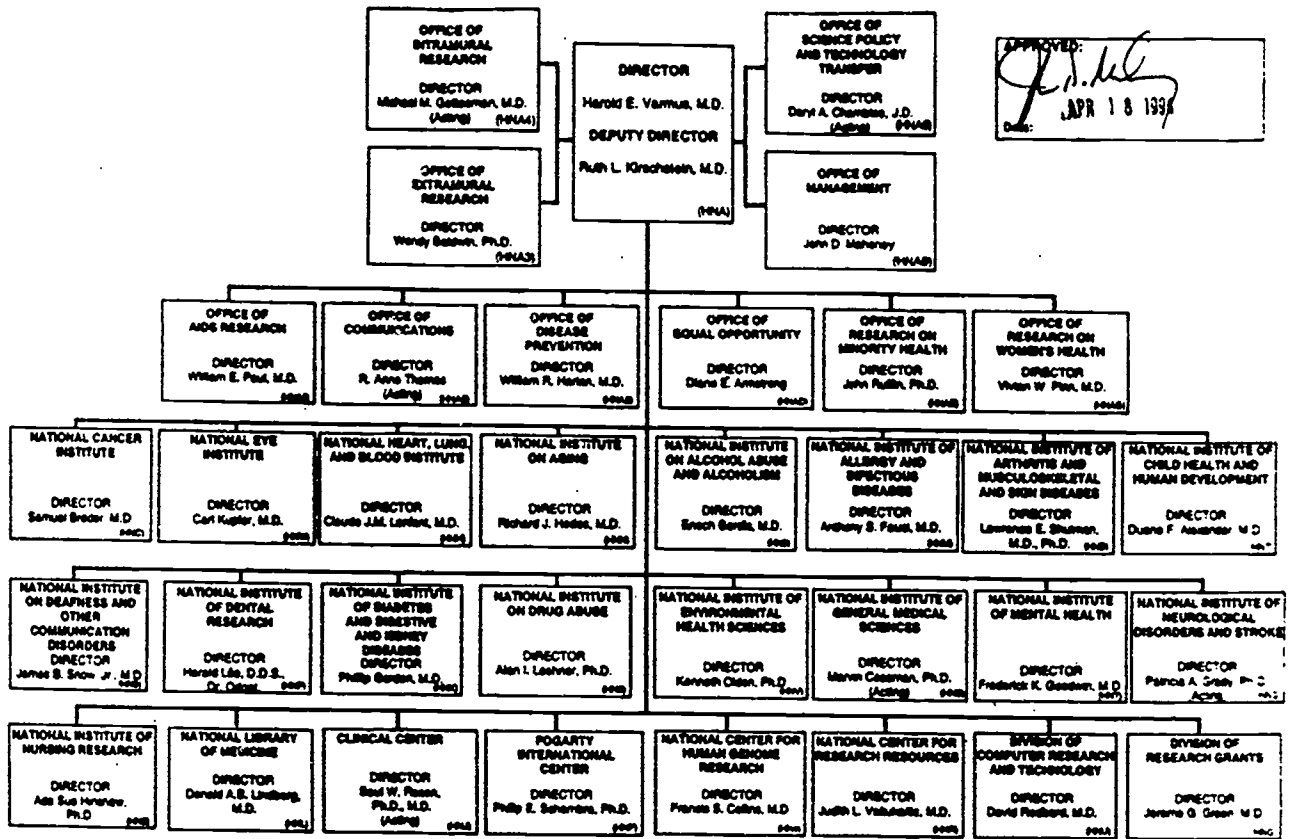 OFFICE OF
INTRAMURAL
RESEARCH
DIRECTOR
Michael M. Gottesman, M.D.
(Acting) (HNA4)
OFFICE OF
EXTRAMURAL
RESEARCH
DIRECTOR
Wendy Baldwin, Ph.D.
(HNA3)
DIRECTOR
Harold E. Varmus, M.D.
DEPUTY DIRECTOR
Ruth L. Kirschstein, M.D.
(HNA)
OFFICE OF
SCIENCE POLICY
AND TECHNOLOGY
TRANSFER
DIRECTOR
Daryl A. J.D.
(Acting)
OFFICE OF
MANAGEMENT
DIRECTOR
John D. Mahoney
APPROVED:
APR 18
Date:
OFFICE OF
AIDS RESEARCH
DIRECTOR
William E. Paul, M.D.
OFFICE OF
COMMUNICATIONS
DIRECTOR
R. Anne Thomas
(Acting)
OFFICE OF
DISEASE
PREVENTION
DIRECTOR
William R. Harlan, M.D.
OFFICE OF
EQUAL OPPORTUNITY
DIRECTOR
Diane E. Armstrong
OFFICE OF
RESEARCH ON
MINORITY HEALTH
DIRECTOR
John Ruffin, Ph.D.
OFFICE OF
RESEARCH ON
WOMEN'S HEALTH
DIRECTOR
Vivian W. Pinn, M.D.
NATIONAL CANCER
INSTITUTE
DIRECTOR
Samuel Broder, M.D
NATIONAL EYE
INSTITUTE
DIRECTOR
Carl Kupfer, M.D.
NATIONAL HEART, LUNG
AND BLOOD INSTITUTE
DIRECTOR
Claude J.M. Lenfant, M.D.
NATIONAL INSTITUTE
ON AGING
DIRECTOR
Richard J. Hodes, M.D.
NATIONAL INSTITUTE
ON ALCOHOL ABUSE
AND ALCOHOLISM
DIRECTOR
Enoch Gordis, M.D.
NATIONAL INSTITUTE OF
ALLERGY AND
INFECTIOUS
DISEASES
DIRECTOR
Anthony S. Fauci, M.D.
NATIONAL INSTITUTE OF
ARTHRITIS AND
MUSCULOSKELETAL
AND SKIN DISEASES
DIRECTOR
Lawrence E. Shulman,
M.D., Ph.D.
NATIONAL INSTITUTE OF
CHILD HEALTH AND
HUMAN DEVELOPMENT
DIRECTOR
Duane F. Alexander M D
NATIONAL INSTITUTE
ON DEAFNESS AND
OTHER
COMMUNICATION
DISORDERS
DIRECTOR
James B. Snow Jr. M D
NATIONAL INSTITUTE
OF DENTAL
RESEARCH
DIRECTOR
Harald Löe, D.D.S.,
Dr. Odont.
NATIONAL INSTITUTE
OF DIABETES
AND DIGESTIVE
AND KIDNEY
DISEASES
DIRECTOR
Phillip Gorden, M.D.
NATIONAL INSTITUTE
ON DRUG ABUSE
DIRECTOR
Alan I. Leshner, Ph.D.
NATIONAL INSTITUTE OF
ENVIRONMENTAL
HEALTH SCIENCES
DIRECTOR
Kenneth Olden, Ph.D
NATIONAL INSTITUTE OF
GENERAL MEDICAL
SCIENCES
DIRECTOR
Marvin Cassman, Ph.D.
(Acting)
NATIONAL INSTITUTE
OF MENTAL HEALTH
DIRECTOR
Frederick K. Goodwin, M.D
NATIONAL INSTITUTE OF
NEUROLOGICAL
DISORDERS AND STROKE
DIRECTOR
Patricia A. Grady Ph D
Acting
NATIONAL INSTITUTE OF
NURSING RESEARCH
DIRECTOR
Ada Sue Hinshaw,
Ph.D
NATIONAL LIBRARY
OF MEDICINE
DIRECTOR
Donald A.B. Lindberg,
M.D.
CLINICAL CENTER
DIRECTOR
Saul W. Rosen,
Ph.D., M.D.
(Acting)
FOGARTY
INTERNATIONAL
CENTER
DIRECTOR
Philip E. Schambra, Ph.D.
NATIONAL CENTER FOR
HUMAN GENOME
RESEARCH
DIRECTOR
Francis S. Collins, M.D
NATIONAL CENTER FOR
RESEARCH RESOURCES
DIRECTOR
Judith L. Vaitukaitis, M.D.
DIVISION OF
COMPUTER RESEARCH
AND TECHNOLOGY
DIRECTOR
David Rodbard, M.D.
DIVISION OF
RESEARCH GRANTS
DIRECTOR
Jerome G. Green M D